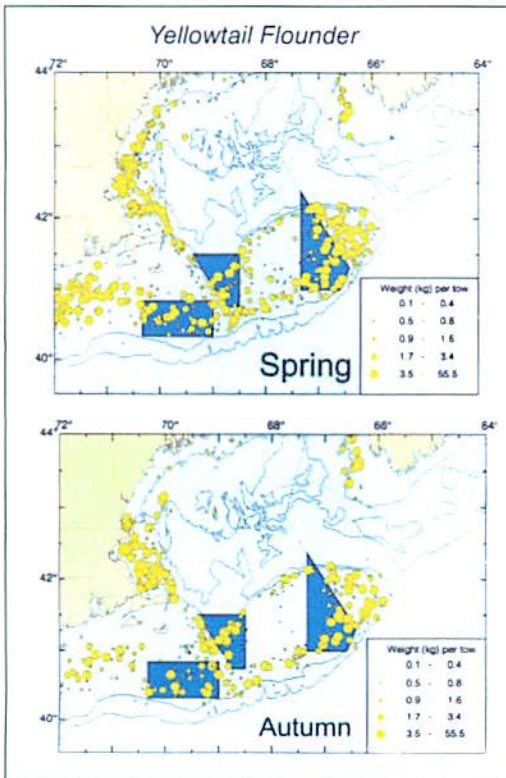 Yellowtail Flounder
72° 70° 68° 66° 64°
44°
42°
40°
Weight (kg) per tow
0.1 - 0.4
0.5 - 0.8
0.9 - 1.6
1.7 - 3.4
3.5 - 55.5
Spring
72° 70° 68° 66° 64°
44°
42°
40°
Weight (kg) per tow
0.1 - 0.4
0.5 - 0.8
0.9 - 1.6
1.7 - 3.4
3.5 - 55.5
Autumn